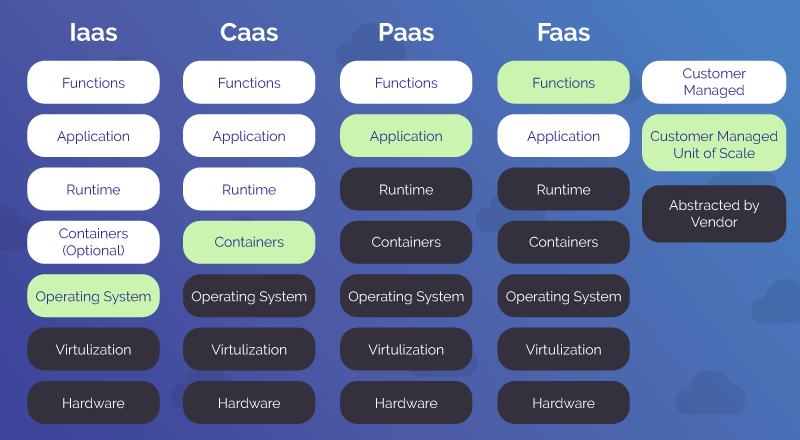 Iaas
Caas
Paas
Faas
Functions
Functions
Functions
Functions
Customer
Managed
Application
Application
Application
Application
Customer Managed
Unit of Scale
Runtime
Runtime
Runtime
Runtime
Abstracted by
Vendor
Containers
(Optional)
Containers
Containers
Containers
Operating System
Operating System
Operating System
Operating System
Virtulization
Virtulization
Virtulization
Virtulization
Hardware
Hardware
Hardware
Hardware